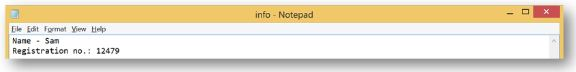 info - Notepad
File Edit Format View Help
Name - Sam
Registration no.: 12479